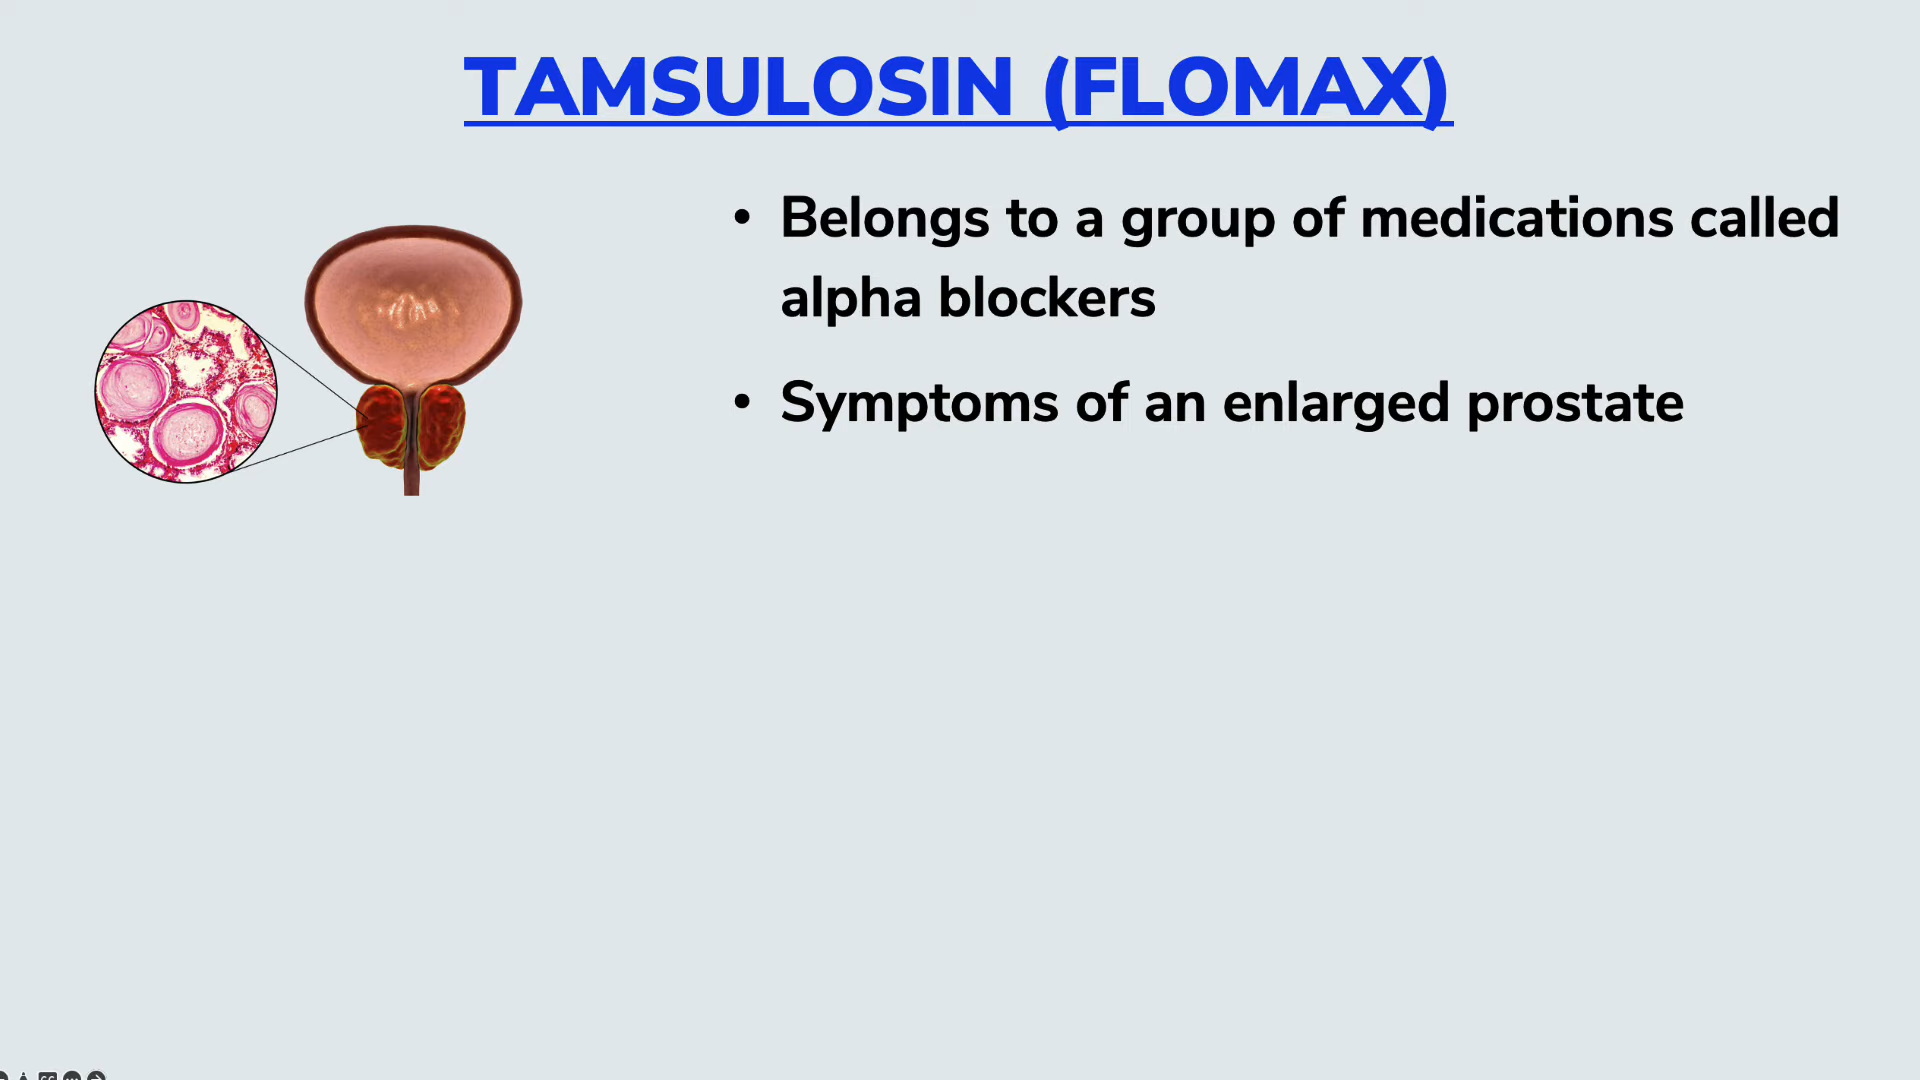 TAMSULOSIN (FLOMAX)
• Belongs to a group of medications called
alpha blockers
• Symptoms of an enlarged prostate